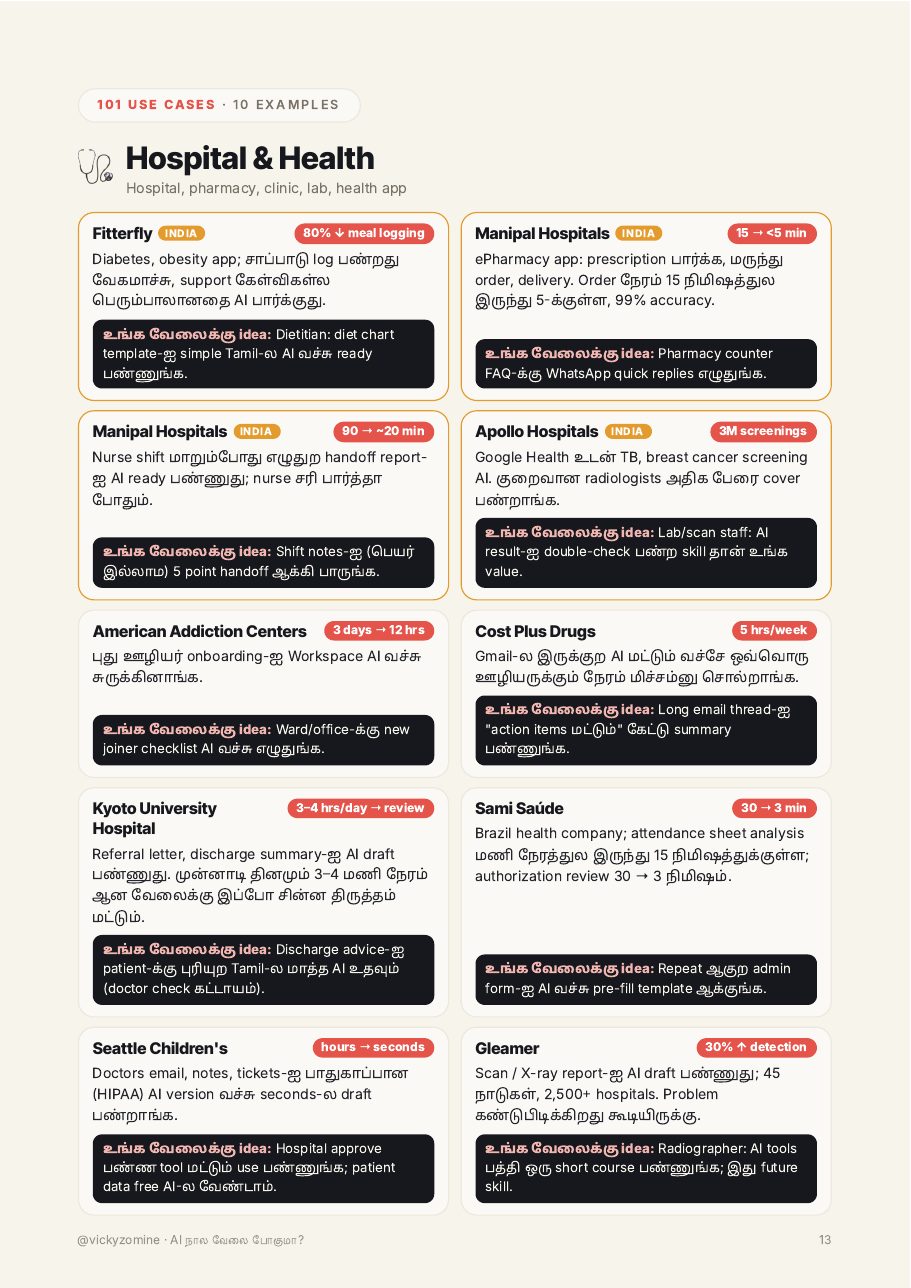 101 USE CASES · 10 EXAMPLES
Hospital & Health
Hospital, pharmacy, clinic, lab, health app
Fitterfly INDIA 80% ↓ meal logging
Diabetes, obesity app; சாப்பாடு log பண்றது
வேகமாச்சு, support கேள்விகள்ல
பெரும்பாலானதை AI பார்க்குது.
உங்க வேலைக்கு idea: Dietitian: diet chart
template-ஐ simple Tamil-ல AI வச்சு ready
பண்ணுங்க.
Manipal Hospitals INDIA 15 → <5 min
ePharmacy app: prescription பார்க்க, மருந்து
order, delivery. Order நேரம் 15 நிமிஷத்துல
இருந்து 5-க்குள்ள, 99% accuracy.
உங்க வேலைக்கு idea: Pharmacy counter
FAQ-க்கு WhatsApp quick replies எழுதுங்க.
Manipal Hospitals INDIA 90 → ~20 min
Nurse shift மாறும்போது எழுதுற handoff report-
ஐ AI ready பண்ணுது; nurse சரி பார்த்தா
போதும்.
உங்க வேலைக்கு idea: Shift notes-ஐ (பெயர்
இல்லாம) 5 point handoff ஆக்கி பாருங்க.
Apollo Hospitals INDIA 3M screenings
Google Health உடன் TB, breast cancer screening
AI. குறைவான radiologists அதிக பேரை cover
பண்றாங்க.
உங்க வேலைக்கு idea: Lab/scan staff: AI
result-ஐ double-check பண்ற skill தான் உங்க
value.
American Addiction Centers 3 days → 12 hrs
புது ஊழியர் onboarding-ஐ Workspace AI வச்சு
சுருக்கினாங்க.
உங்க வேலைக்கு idea: Ward/office-க்கு new
joiner checklist AI வச்சு எழுதுங்க.
Cost Plus Drugs 5 hrs/week
Gmail-ல இருக்குற AI மட்டும் வச்சே ஒவ்வொரு
ஊழியருக்கும் நேரம் மிச்சம்னு சொல்றாங்க.
உங்க வேலைக்கு idea: Long email thread-ஐ
"action items மட்டும்" கேட்டு summary
பண்ணுங்க.
Kyoto University 3–4 hrs/day → review
Hospital
Referral letter, discharge summary-ஐ AI draft
பண்ணுது. முன்னாடி தினமும் 3–4 மணி நேரம்
ஆன வேலைக்கு இப்போ சின்ன திருத்தம்
மட்டும்.
உங்க வேலைக்கு idea: Discharge advice-ஐ
patient-க்கு புரியுற Tamil-ல மாத்த AI உதவும்
(doctor check கட்டாயம்).
Sami Saúde 30 → 3 min
Brazil health company; attendance sheet analysis
மணி நேரத்துல இருந்து 15 நிமிஷத்துக்குள்ள;
authorization review 30 → 3 நிமிஷம்.
உங்க வேலைக்கு idea: Repeat ஆகுற admin
form-ஐ AI வச்சு pre-fill template ஆக்குங்க.
Seattle Children's hours → seconds
Doctors email, notes, tickets-ஐ பாதுகாப்பான
(HIPAA) AI version வச்சு seconds-ல draft
பண்றாங்க.
உங்க வேலைக்கு idea: Hospital approve
பண்ண tool மட்டும் use பண்ணுங்க; patient
data free AI-ல வேண்டாம்.
Gleamer 30% ↑ detection
Scan / X-ray report-ஐ AI draft பண்ணுது; 45
நாடுகள், 2,500+ hospitals. Problem
கண்டுபிடிக்கிறது கூடியிருக்கு.
உங்க வேலைக்கு idea: Radiographer: AI tools
பத்தி ஒரு short course பண்ணுங்க; இது future
skill.
@vickyzomine · AI நால வேலை போகுமா? 13